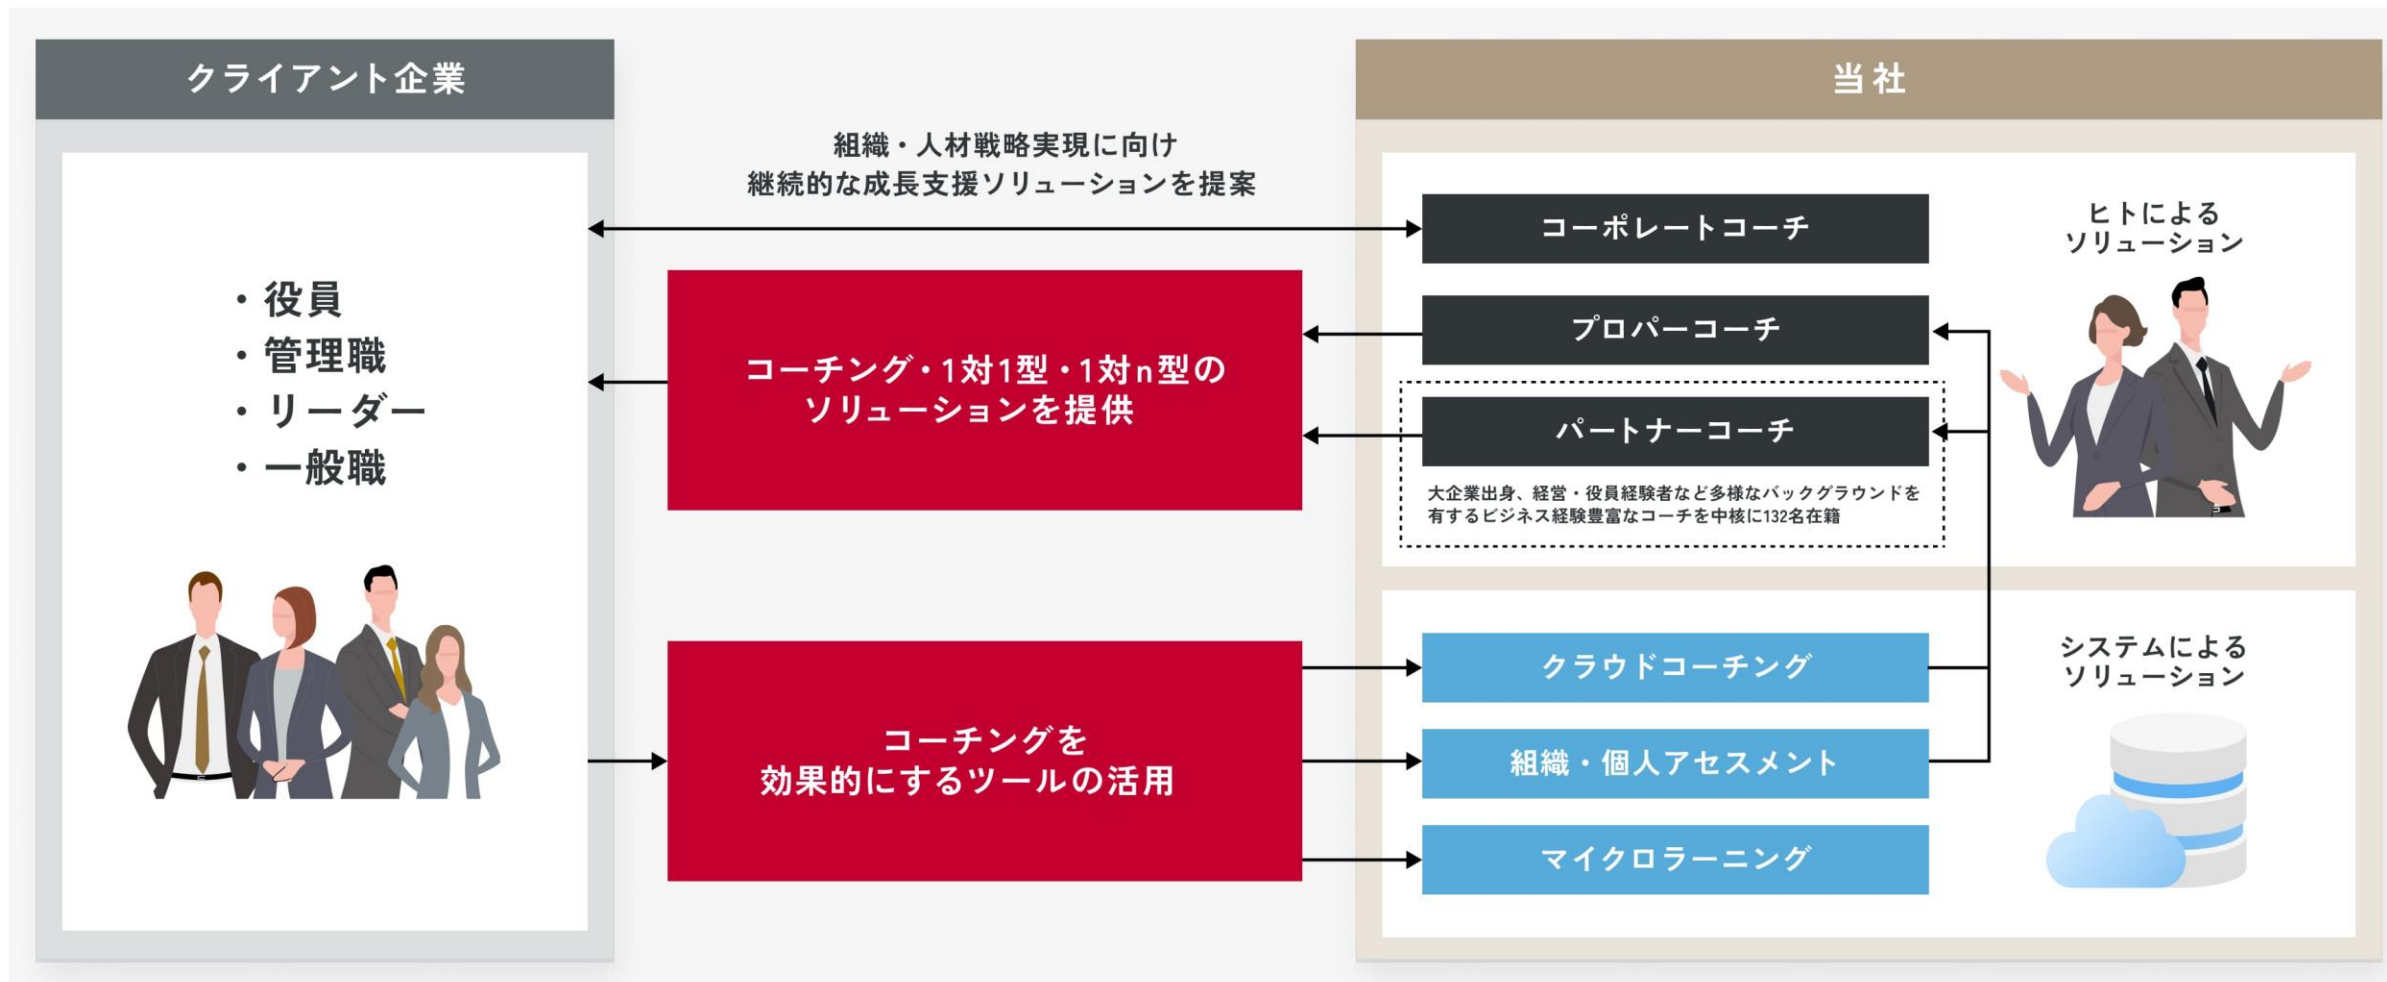 クライアント企業
・役員
・管理職
・リーダー
・一般職
組織・人材戦略実現に向け
継続的な成長支援ソリューションを提案
コーチング・1対1型・1対n型の
ソリューションを提供
コーチングを
効果的にするツールの活用
当社
コーポレートコーチ
プロパーコーチ
パートナーコーチ
大企業出身、経営・役員経験者など多様なバックグラウンドを
有するビジネス経験豊富なコーチを中核に132名在籍
ヒトによる
ソリューション
クラウドコーチング
組織・個人アセスメント
マイクロラーニング
システムによる
ソリューション